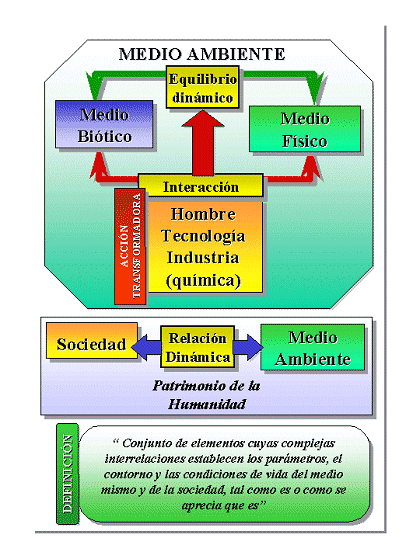 MEDIO AMBIENTE
Equilibrio
dinámico
Medio
Biótico
Medio
Físico
Interacción
ACCIÓN
TRANSFORMADORA
Hombre
Tecnología
Industria
(química)
Sociedad
Relación
Dinámica
Medio
Ambiente
Patrimonio de la
Humanidad
DEFINICIÓN
“ Conjunto de elementos cuyas complejas
interrelaciones establecen los parámetros, el
contorno y las condiciones de vida del medio
mismo y de la sociedad, tal como es o como se
aprecia que es”